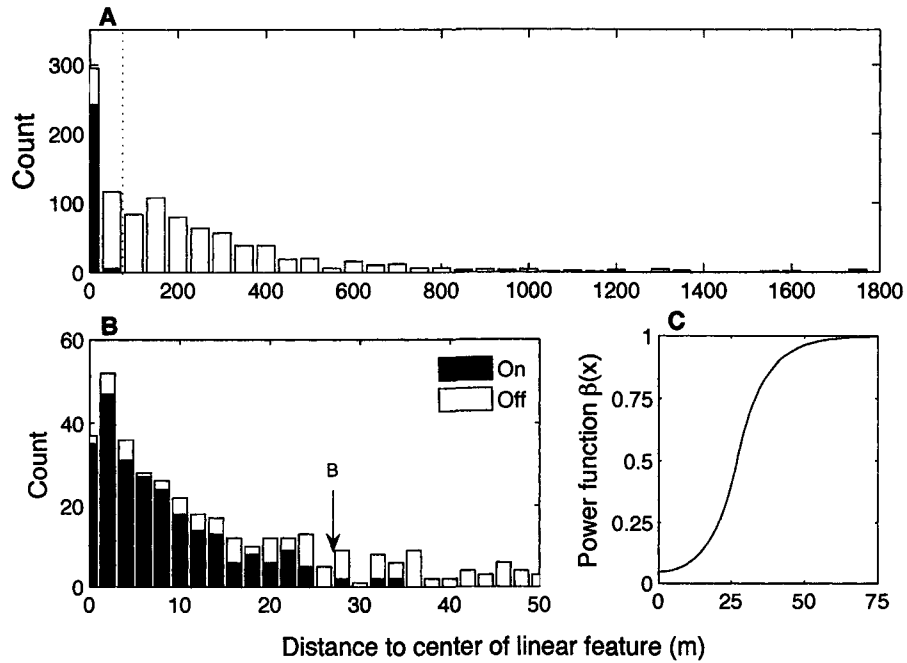 A
300
200
100
0
Count
0 200 400 600 800 1000 1200 1400 1600 1800
B
60
40
20
0
Count
On
Off
B
0 10 20 30 40 50
C
1
0.75
0.5
0.25
0
Power function β(x)
0 25 50 75
Distance to center of linear feature (m)